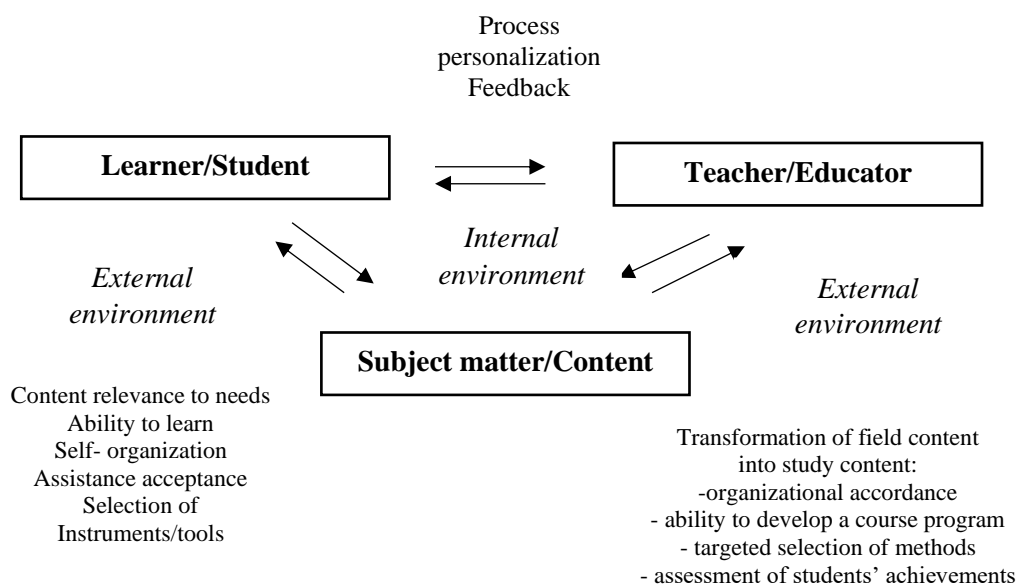 Process
personalization
Feedback
Learner/Student
Teacher/Educator
Internal
environment
External
environment
External
environment
Subject matter/Content
Content relevance to needs
Ability to learn
Self- organization
Assistance acceptance
Selection of
Instruments/tools
Transformation of field content
into study content:
-organizational accordance
- ability to develop a course program
- targeted selection of methods
- assessment of students’ achievements